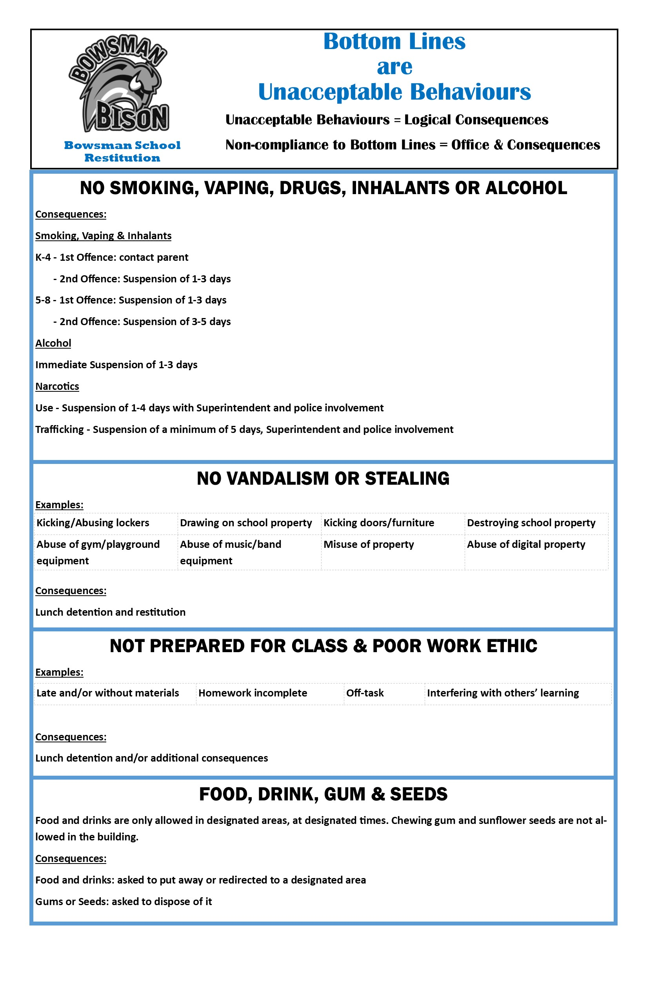 BOWSMAN
BISON
Bowsman School
Restitution
Bottom Lines
are
Unacceptable Behaviours
Unacceptable Behaviours = Logical Consequences
Non-compliance to Bottom Lines = Office & Consequences
NO SMOKING, VAPING, DRUGS, INHALANTS OR ALCOHOL
Consequences:
Smoking, Vaping & Inhalants
K-4 - 1st Offence: contact parent
- 2nd Offence: Suspension of 1-3 days
5-8 - 1st Offence: Suspension of 1-3 days
- 2nd Offence: Suspension of 3-5 days
Alcohol
Immediate Suspension of 1-3 days
Narcotics
Use - Suspension of 1-4 days with Superintendent and police involvement
Trafficking - Suspension of a minimum of 5 days, Superintendent and police involvement
NO VANDALISM OR STEALING
Examples:
Kicking/Abusing lockers Drawing on school property Kicking doors/furniture Destroying school property
Abuse of gym/playground Abuse of music/band Misuse of property Abuse of digital property
equipment equipment
Consequences:
Lunch detention and restitution
NOT PREPARED FOR CLASS & POOR WORK ETHIC
Examples:
Late and/or without materials Homework incomplete Off-task Interfering with others’ learning
Consequences:
Lunch detention and/or additional consequences
FOOD, DRINK, GUM & SEEDS
Food and drinks are only allowed in designated areas, at designated times. Chewing gum and sunflower seeds are not al-
lowed in the building.
Consequences:
Food and drinks: asked to put away or redirected to a designated area
Gums or Seeds: asked to dispose of it